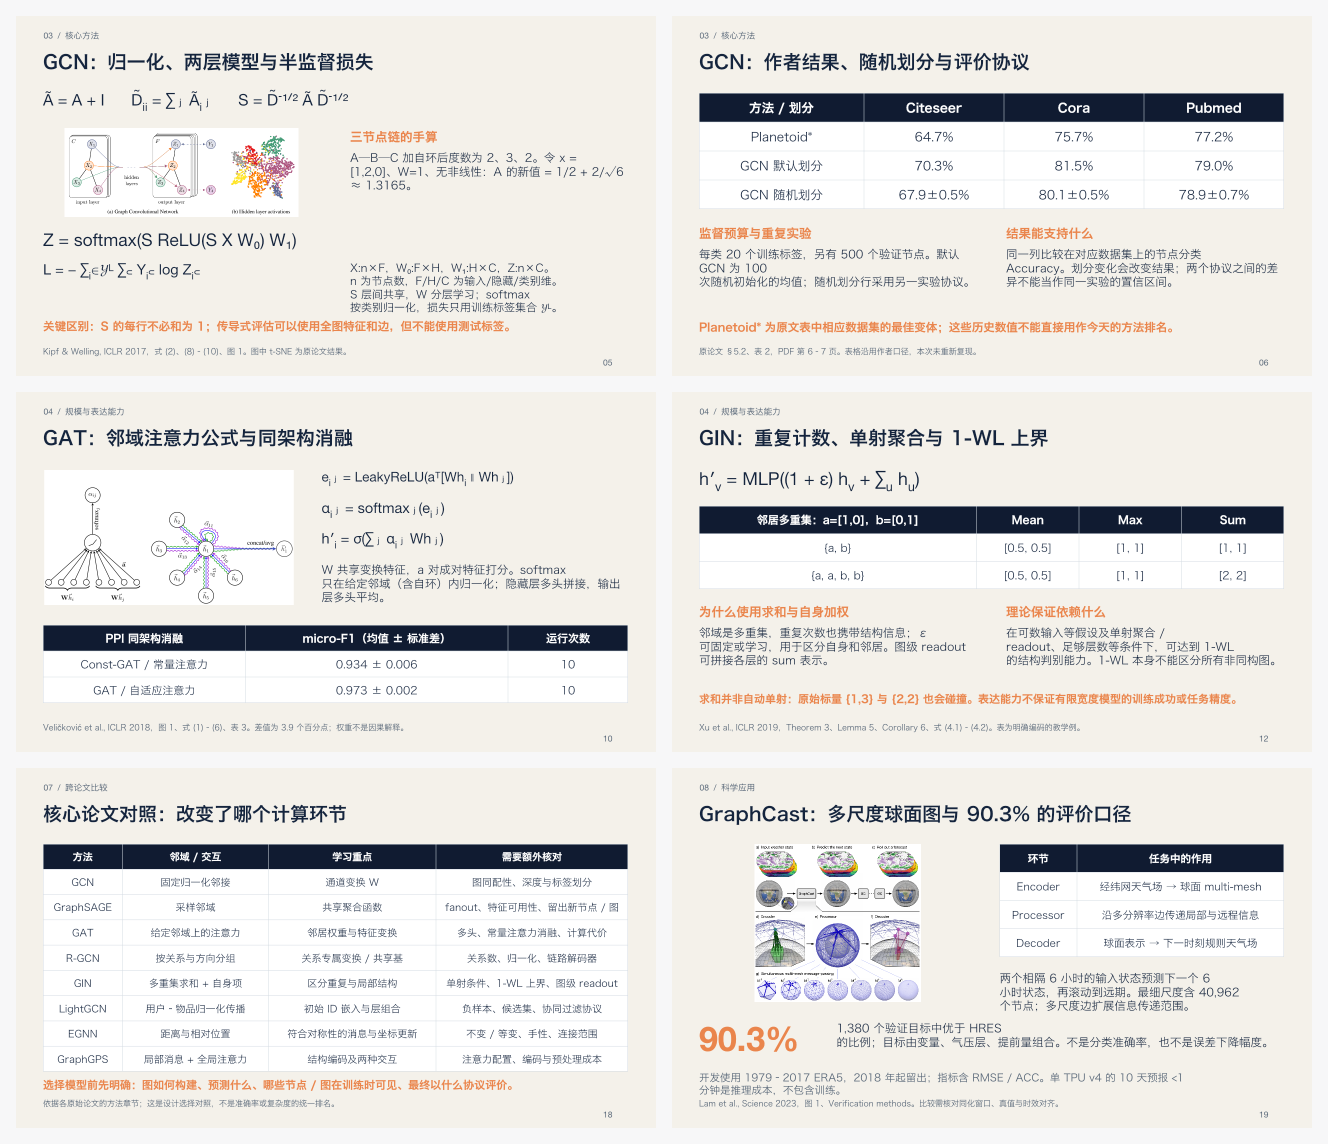 03 / 核心方法
GCN：归一化、两层模型与半监督损失
Ã = A + I D̃ii = ∑ j Ãi j S = D̃-1/2 Ã D̃-1/2
hidden
layers
input layer
output layer
(a) Graph Convolutional Network
(b) Hidden layer activations
三节点链的手算
A—B—C 加自环后度数为 2、3、2。令 x =
[1,2,0]、W=1、无非线性：A 的新值 = 1/2 + 2/√6
≈ 1.3165。
Z = softmax(S ReLU(S X W0) W1)
L = − ∑i∈𝒴L ∑c Yic log Zic
X:n×F，W0:F×H，W1:H×C，Z:n×C。
n 为节点数，F/H/C 为输入/隐藏/类别维。
S 层间共享，W 分层学习；softmax
按类别归一化，损失只用训练标签集合 𝒴L。
关键区别：S 的每行不必和为 1；传导式评估可以使用全图特征和边，但不能使用测试标签。
Kipf & Welling, ICLR 2017，式 (2)、(8) - (10)、图 1。图中 t-SNE 为原论文结果。
05
03 / 核心方法
GCN：作者结果、随机划分与评价协议
方法 / 划分 Citeseer Cora Pubmed
Planetoid* 64.7% 75.7% 77.2%
GCN 默认划分 70.3% 81.5% 79.0%
GCN 随机划分 67.9±0.5% 80.1±0.5% 78.9±0.7%
监督预算与重复实验
每类 20 个训练标签，另有 500 个验证节点。默认
GCN 为 100
次随机初始化的均值；随机划分行采用另一实验协议。
结果能支持什么
同一列比较在对应数据集上的节点分类
Accuracy。划分变化会改变结果；两个协议之间的差
异不能当作同一实验的置信区间。
Planetoid* 为原文表中相应数据集的最佳变体；这些历史数值不能直接用作今天的方法排名。
原论文 §5.2、表 2，PDF 第 6 - 7 页。表格沿用作者口径，本次未重新复现。
06
04 / 规模与表达能力
GAT：邻域注意力公式与同架构消融
softmax
concat/avg
ei j = LeakyReLU(aᵀ[Whi ‖ Wh j])
αi j = softmax j (ei j )
h′i = σ(∑ j αi j Wh j )
W 共享变换特征，a 对成对特征打分。softmax
只在给定邻域（含自环）内归一化；隐藏层多头拼接，输出
层多头平均。
PPI 同架构消融 micro-F1（均值 ± 标准差） 运行次数
Const-GAT / 常量注意力 0.934 ± 0.006 10
GAT / 自适应注意力 0.973 ± 0.002 10
Veličković et al., ICLR 2018，图 1、式 (1) - (6)、表 3。差值为 3.9 个百分点；权重不是因果解释。
10
04 / 规模与表达能力
GIN：重复计数、单射聚合与 1-WL 上界
h′v = MLP((1 + ε) hv + ∑u hu)
邻居多重集：a=[1,0]，b=[0,1] Mean Max Sum
{a, b} [0.5, 0.5] [1, 1] [1, 1]
{a, a, b, b} [0.5, 0.5] [1, 1] [2, 2]
为什么使用求和与自身加权
邻域是多重集，重复次数也携带结构信息； ε
可固定或学习，用于区分自身和邻居。图级 readout
可拼接各层的 sum 表示。
理论保证依赖什么
在可数输入等假设及单射聚合 /
readout、足够层数等条件下，可达到 1-WL
的结构判别能力。1-WL 本身不能区分所有非同构图。
求和并非自动单射：原始标量 {1,3} 与 {2,2} 也会碰撞。表达能力不保证有限宽度模型的训练成功或任务精度。
Xu et al., ICLR 2019，Theorem 3、Lemma 5、Corollary 6、式 (4.1) - (4.2)。表为明确编码的教学例。
12
07 / 跨论文比较
核心论文对照：改变了哪个计算环节
方法 邻域 / 交互 学习重点 需要额外核对
GCN 固定归一化邻接 通道变换 W 图同配性、深度与标签划分
GraphSAGE 采样邻域 共享聚合函数 fanout、特征可用性、留出新节点 / 图
GAT 给定邻域上的注意力 邻居权重与特征变换 多头、常量注意力消融、计算代价
R-GCN 按关系与方向分组 关系专属变换 / 共享基 关系数、归一化、链路解码器
GIN 多重集求和 + 自身项 区分重复与局部结构 单射条件、1-WL 上界、图级 readout
LightGCN 用户 - 物品归一化传播 初始 ID 嵌入与层组合 负样本、候选集、协同过滤协议
EGNN 距离与相对位置 符合对称性的消息与坐标更新 不变 / 等变、手性、连接范围
GraphGPS 局部消息 + 全局注意力 结构编码及两种交互 注意力配置、编码与预处理成本
选择模型前先明确：图如何构建、预测什么、哪些节点 / 图在训练时可见、最终以什么协议评价。
依据各原始论文的方法章节；这是设计选择对照，不是准确率或复杂度的统一排名。
18
08 / 科学应用
GraphCast：多尺度球面图与 90.3% 的评价口径
环节 任务中的作用
Encoder 经纬网天气场 → 球面 multi-mesh
Processor 沿多分辨率边传递局部与远程信息
Decoder 球面表示 → 下一时刻规则天气场
两个相隔 6 小时的输入状态预测下一个 6
小时状态，再滚动到远期。最细尺度含 40,962
个节点；多尺度边扩展信息传递范围。
90.3%
1,380 个验证目标中优于 HRES
的比例；目标由变量、气压层、提前量组合。不是分类准确率，也不是误差下降幅度。
开发使用 1979 - 2017 ERA5，2018 年起留出；指标含 RMSE / ACC。单 TPU v4 的 10 天预报 <1
分钟是推理成本，不包含训练。
Lam et al., Science 2023，图 1、Verification methods。比较需核对同化窗口、真值与时效对齐。
19